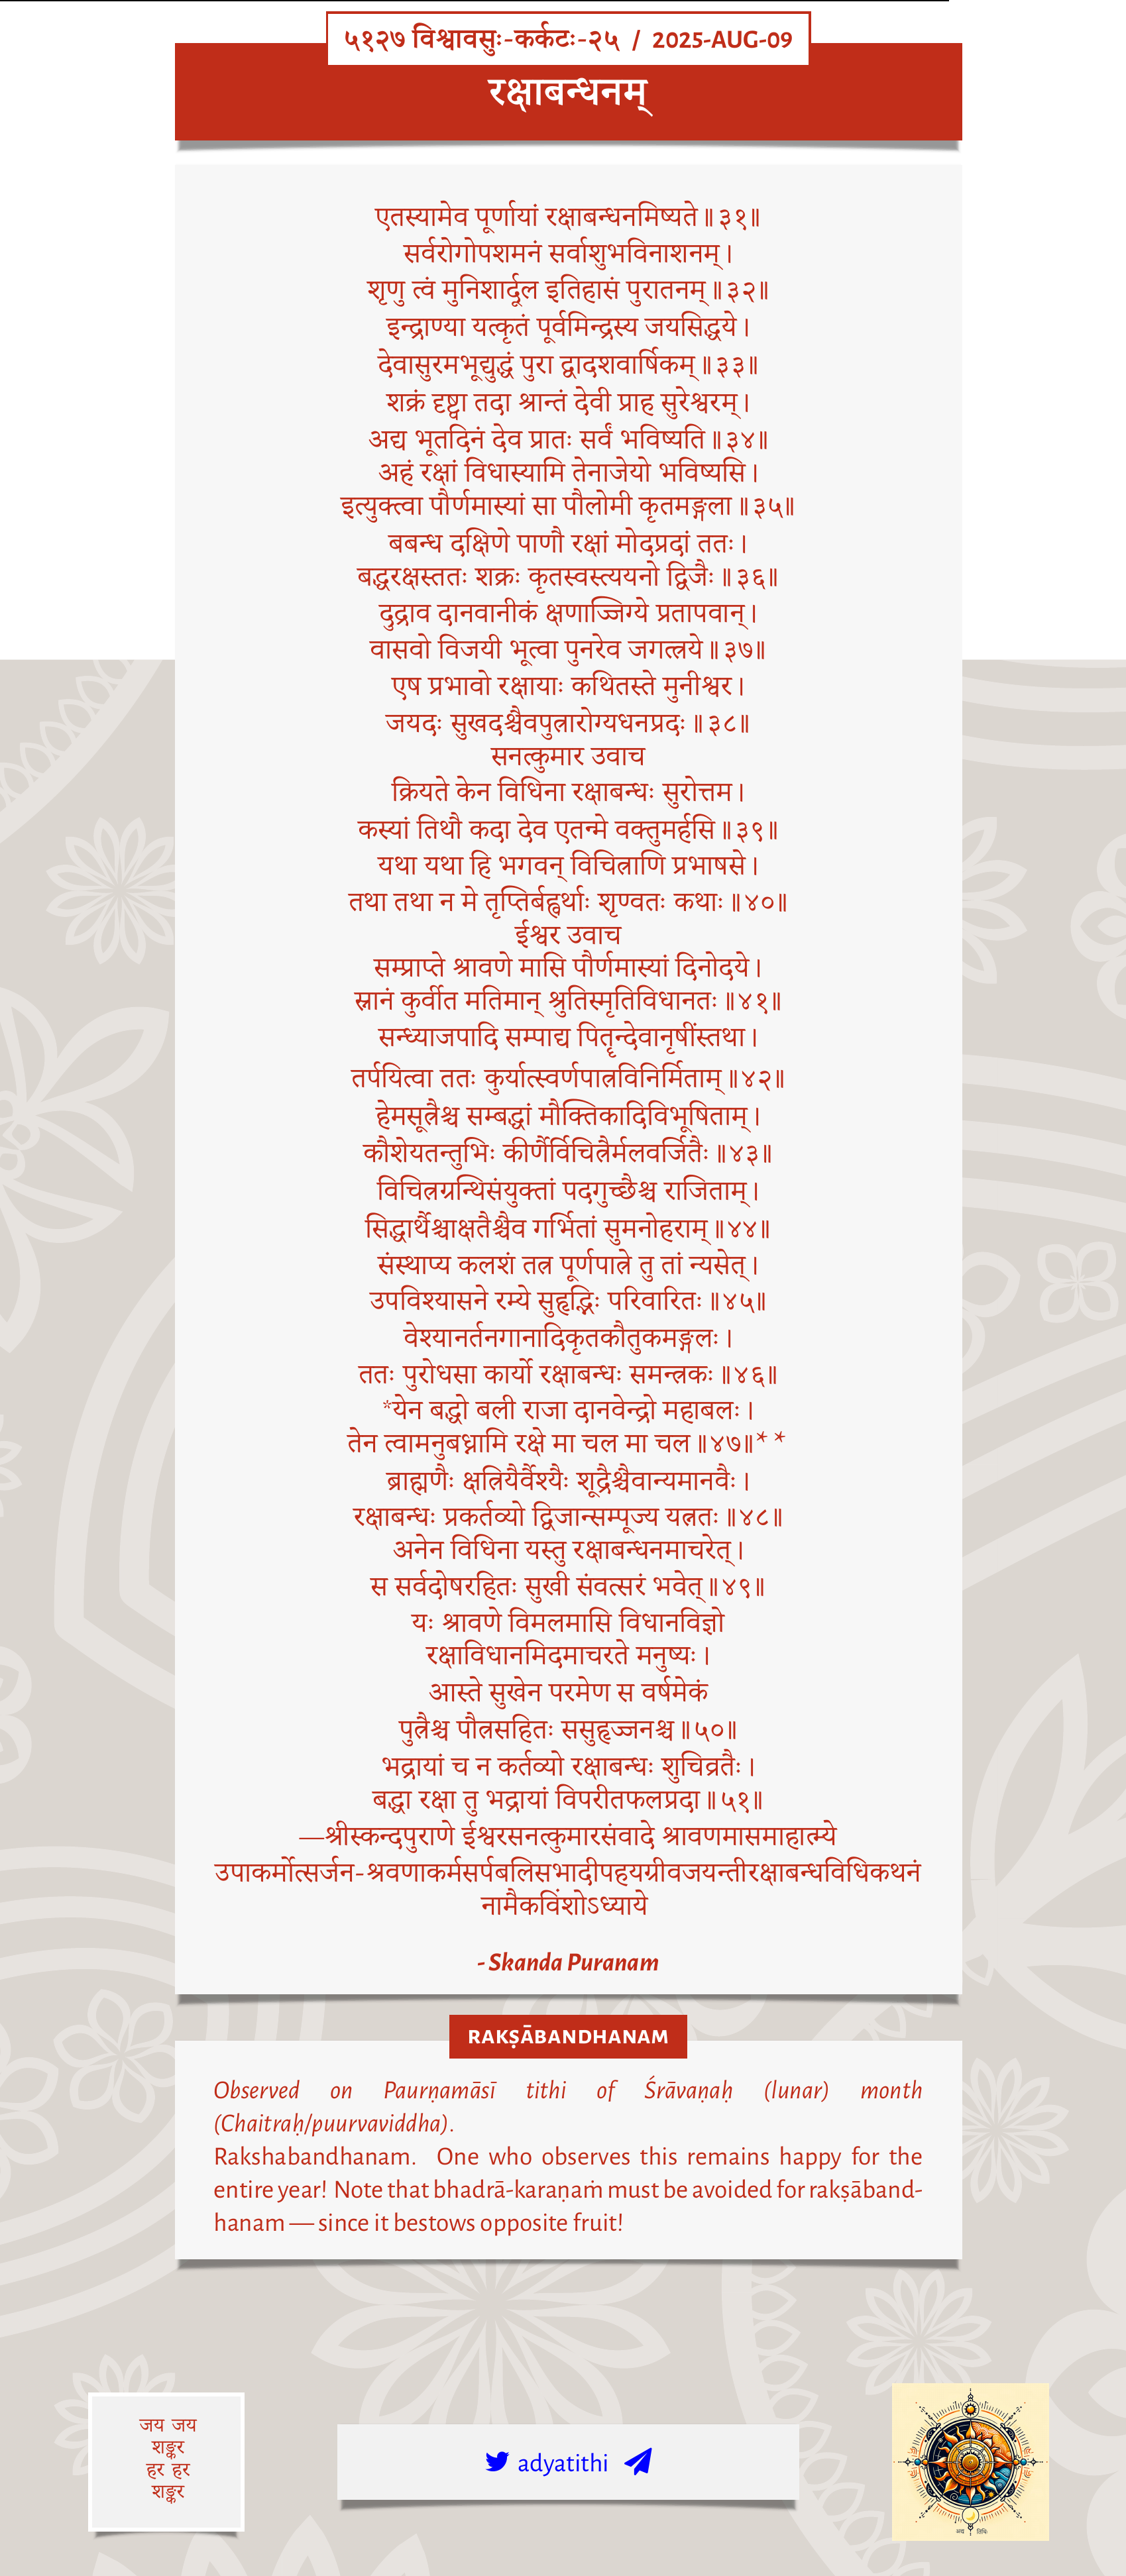 ५१२७ विश्वावसुः-कर्कटः-२५ / 2025-AUG-09
रक्षाबन्धनम्
एतस्यामेव पूर्णायां रक्षाबन्धनमिष्यते॥३१॥
सर्वरोगोपशमनं सर्वाशुभविनाशनम्।
शृणु त्वं मुनिशार्दूल इतिहासं पुरातनम्॥३२॥
इन्द्राण्या यत्कृतं पूर्वमिन्द्रस्य जयसिद्धये।
देवासुरमभूद्युद्धं पुरा द्वादशवार्षिकम्॥३३॥
शक्रं दृष्ट्वा तदा श्रान्तं देवी प्राह सुरेश्वरम्।
अद्य भूतदिनं देव प्रातः सर्वं भविष्यति॥३४॥
अहं रक्षां विधास्यामि तेनाजेयो भविष्यसि।
इत्युक्त्वा पौर्णमास्यां सा पौलोमी कृतमङ्गला॥३५॥
बबन्ध दक्षिणे पाणौ रक्षां मोदप्रदां ततः।
बद्धरक्षस्ततः शक्रः कृतस्वस्त्ययनो द्विजैः॥३६॥
दुद्राव दानवानीकं क्षणाज्जिग्ये प्रतापवान्।
वासवो विजयी भूत्वा पुनरेव जगत्त्रये॥३७॥
एष प्रभावो रक्षायाः कथितस्ते मुनीश्वर।
जयदः सुखदश्चैवपुत्रारोग्यधनप्रदः॥३८॥
सनत्कुमार उवाच
क्रियते केन विधिना रक्षाबन्धः सुरोत्तम।
कस्यां तिथौ कदा देव एतन्मे वक्तुमर्हसि॥३९॥
यथा यथा हि भगवन् विचित्राणि प्रभाषसे।
तथा तथा न मे तृप्तिर्बह्वर्थाः शृण्वतः कथाः॥४०॥
ईश्वर उवाच
सम्प्राप्ते श्रावणे मासि पौर्णमास्यां दिनोदये।
स्नानं कुर्वीत मतिमान् श्रुतिस्मृतिविधानतः॥४१॥
सन्ध्याजपादि सम्पाद्य पितॄन्देवानृषींस्तथा।
तर्पयित्वा ततः कुर्यात्स्वर्णपात्रविनिर्मिताम्॥४२॥
हेमसूत्रैश्च सम्बद्धां मौक्तिकादिविभूषिताम्।
कौशेयतन्तुभिः कीर्णैर्विचित्रैर्मलवर्जितैः॥४३॥
विचित्रग्रन्थिसंयुक्तां पदगुच्छैश्च राजिताम्।
सिद्धार्थैश्चाक्षतैश्चैव गर्भितां सुमनोहराम्॥४४॥
संस्थाप्य कलशं तत्र पूर्णपात्रे तु तां न्यसेत्।
उपविश्यासने रम्ये सुहृद्भिः परिवारितः॥४५॥
वेश्यानर्तनगानादिकृतकौतुकमङ्गलः।
ततः पुरोधसा कार्यो रक्षाबन्धः समन्त्रकः॥४६॥
*येन बद्धो बली राजा दानवेन्द्रो महाबलः।
तेन त्वामनुबध्नामि रक्षे मा चल मा चल॥४७॥**
ब्राह्मणैः क्षत्रियैर्वैश्यैः शूद्रैश्चैवान्यमानवैः।
रक्षाबन्धः प्रकर्तव्यो द्विजान्सम्पूज्य यत्नतः॥४८॥
अनेन विधिना यस्तु रक्षाबन्धनमाचरेत्।
स सर्वदोषरहितः सुखी संवत्सरं भवेत्॥४९॥
यः श्रावणे विमलमासि विधानविज्ञो
रक्षाविधानमिदमाचरते मनुष्यः।
आस्ते सुखेन परमेण स वर्षमेकं
पुत्रैश्च पौत्रसहितः ससुहृज्जनश्च॥५०॥
भद्रायां च न कर्तव्यो रक्षाबन्धः शुचिव्रतैः।
बद्धा रक्षा तु भद्रायां विपरीतफलप्रदा॥५१॥
—श्रीस्कन्दपुराणे ईश्वरसनत्कुमारसंवादे श्रावणमासमाहात्म्ये
उपाकर्मोत्सर्जन-श्रवणाकर्मसर्पबलिसभादीपहयग्रीवजयन्तीरक्षाबन्धविधिकथनं
नामैकविंशोऽध्याये
- Skanda Puranam
RAKṢĀBANDHANAM
Observed on Paurṇamāsī tithi of Śrāvaṇaḥ (lunar) month
(Chaitraḥ/puurvaviddha).
Rakshabandhanam. One who observes this remains happy for the
entire year! Note that bhadrā-karaṇaṁ must be avoided for rakṣāband-
hanam — since it bestows opposite fruit!
जय जय
शङ्कर
हर हर
शङ्कर
adyatithi
अद्य तिथिः